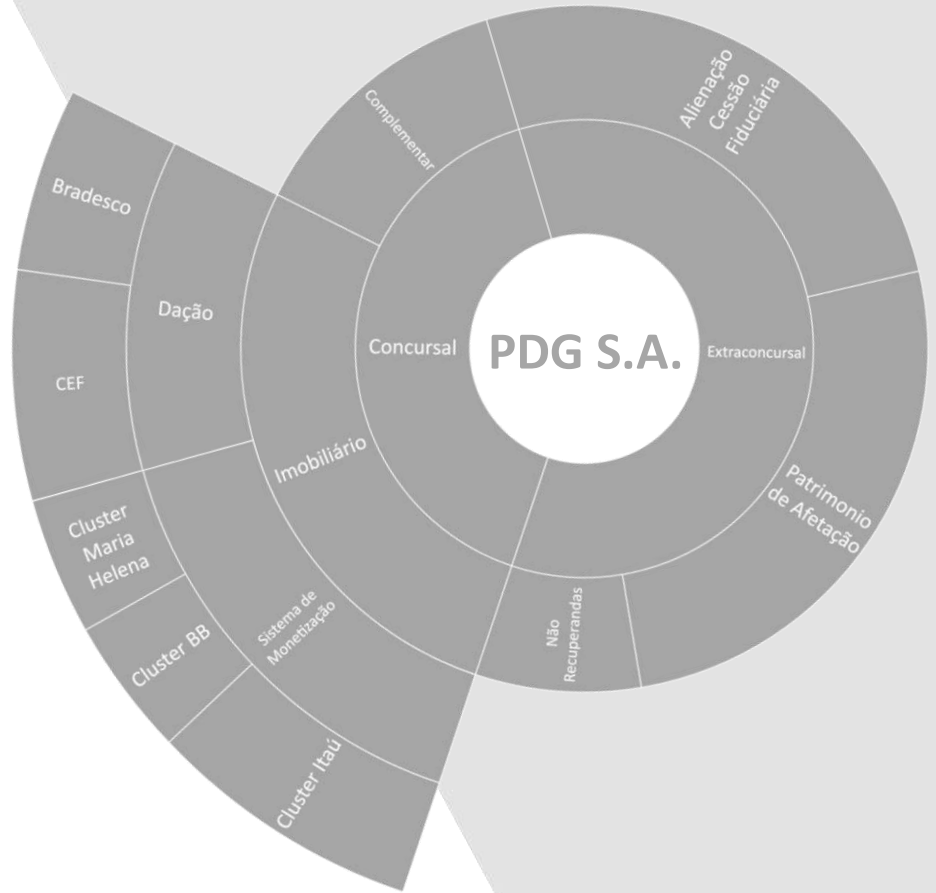 PDG S.A.
Concursal
Extraconcursal
Complementar
Imobiliário
Alienação
Cessão
Fiduciária
Patrimonio
de Afetação
Não
Recuperandas
Dação
Sistema de
Monetização
Bradesco
CEF
Cluster
Maria
Helena
Cluster BB
Cluster Itaú